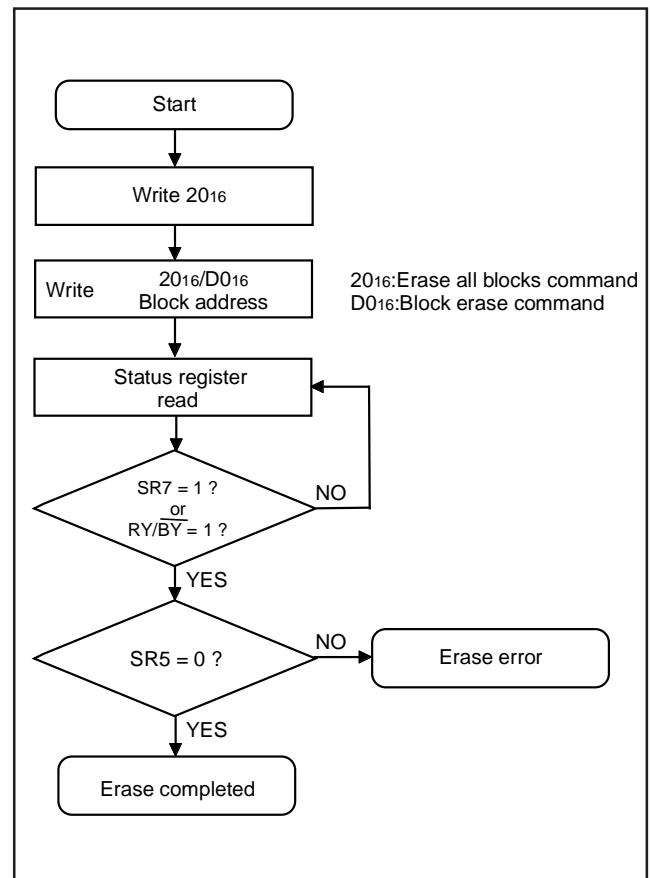 Start
Write 2016
Write 2016/D016
Block address
2016:Erase all blocks command
D016:Block erase command
Status register
read
SR7 = 1 ?
or
RY/BY = 1 ?
NO
YES
SR5 = 0 ?
NO
Erase error
YES
Erase completed